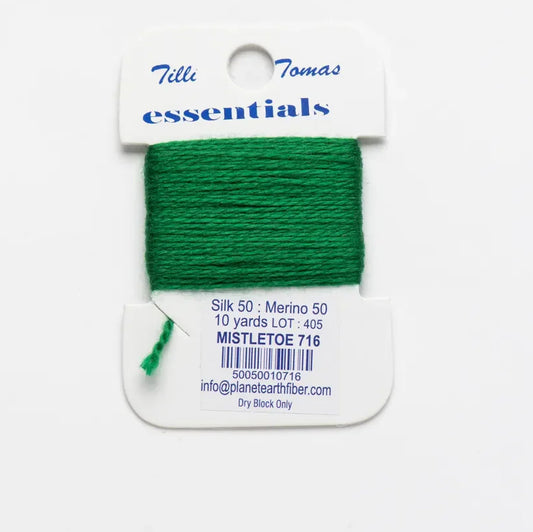 Tilli Tomas
essentials
Silk 50 : Merino 50
10 yards LOT : 405
MISTLETOE 716
50050010716
info@planetearthfiber.com
Dry Block Only